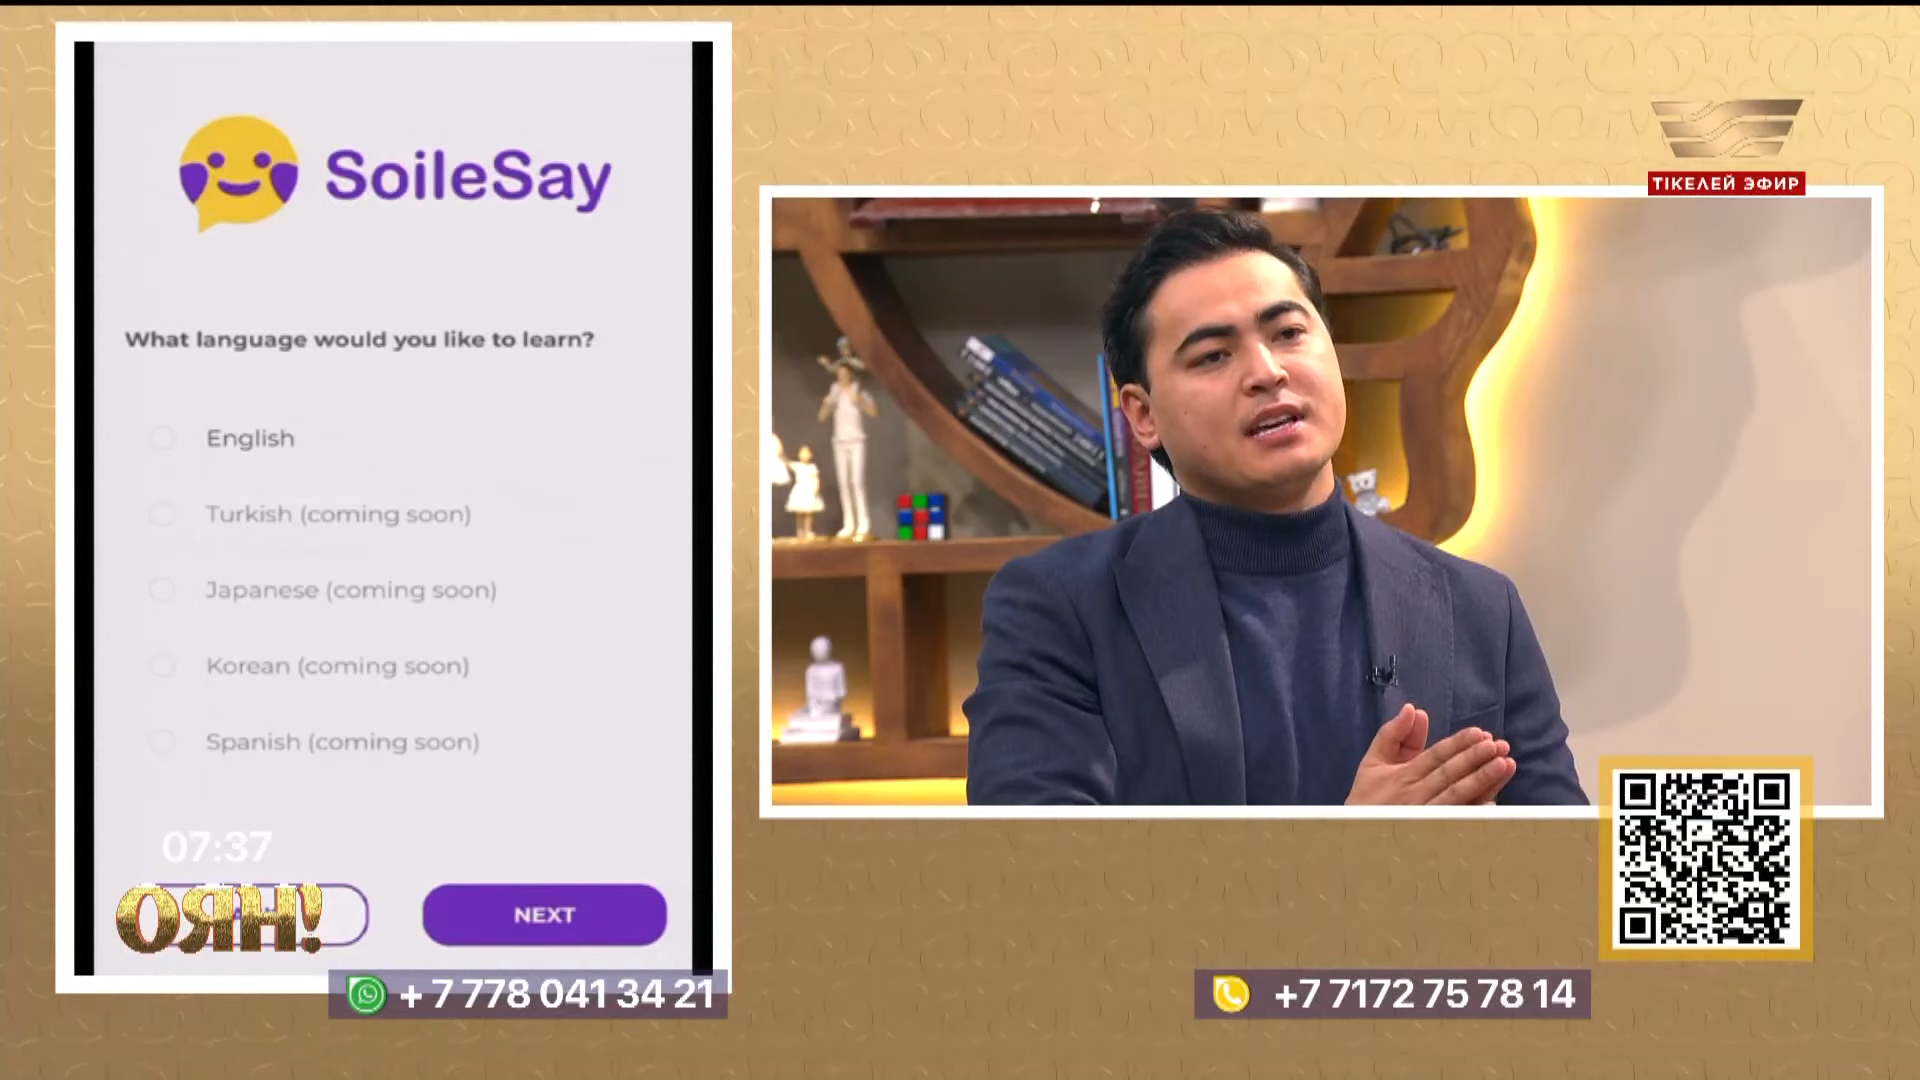 SoileSay
What language would you like to learn?
English
Turkish (coming soon)
Japanese (coming soon)
Korean (coming soon)
Spanish (coming soon)
07:37
ОЯН!
NEXT
+ 7 778 041 34 21
ТІКЕЛЕЙ ЭФИР
+7 7172 75 78 14